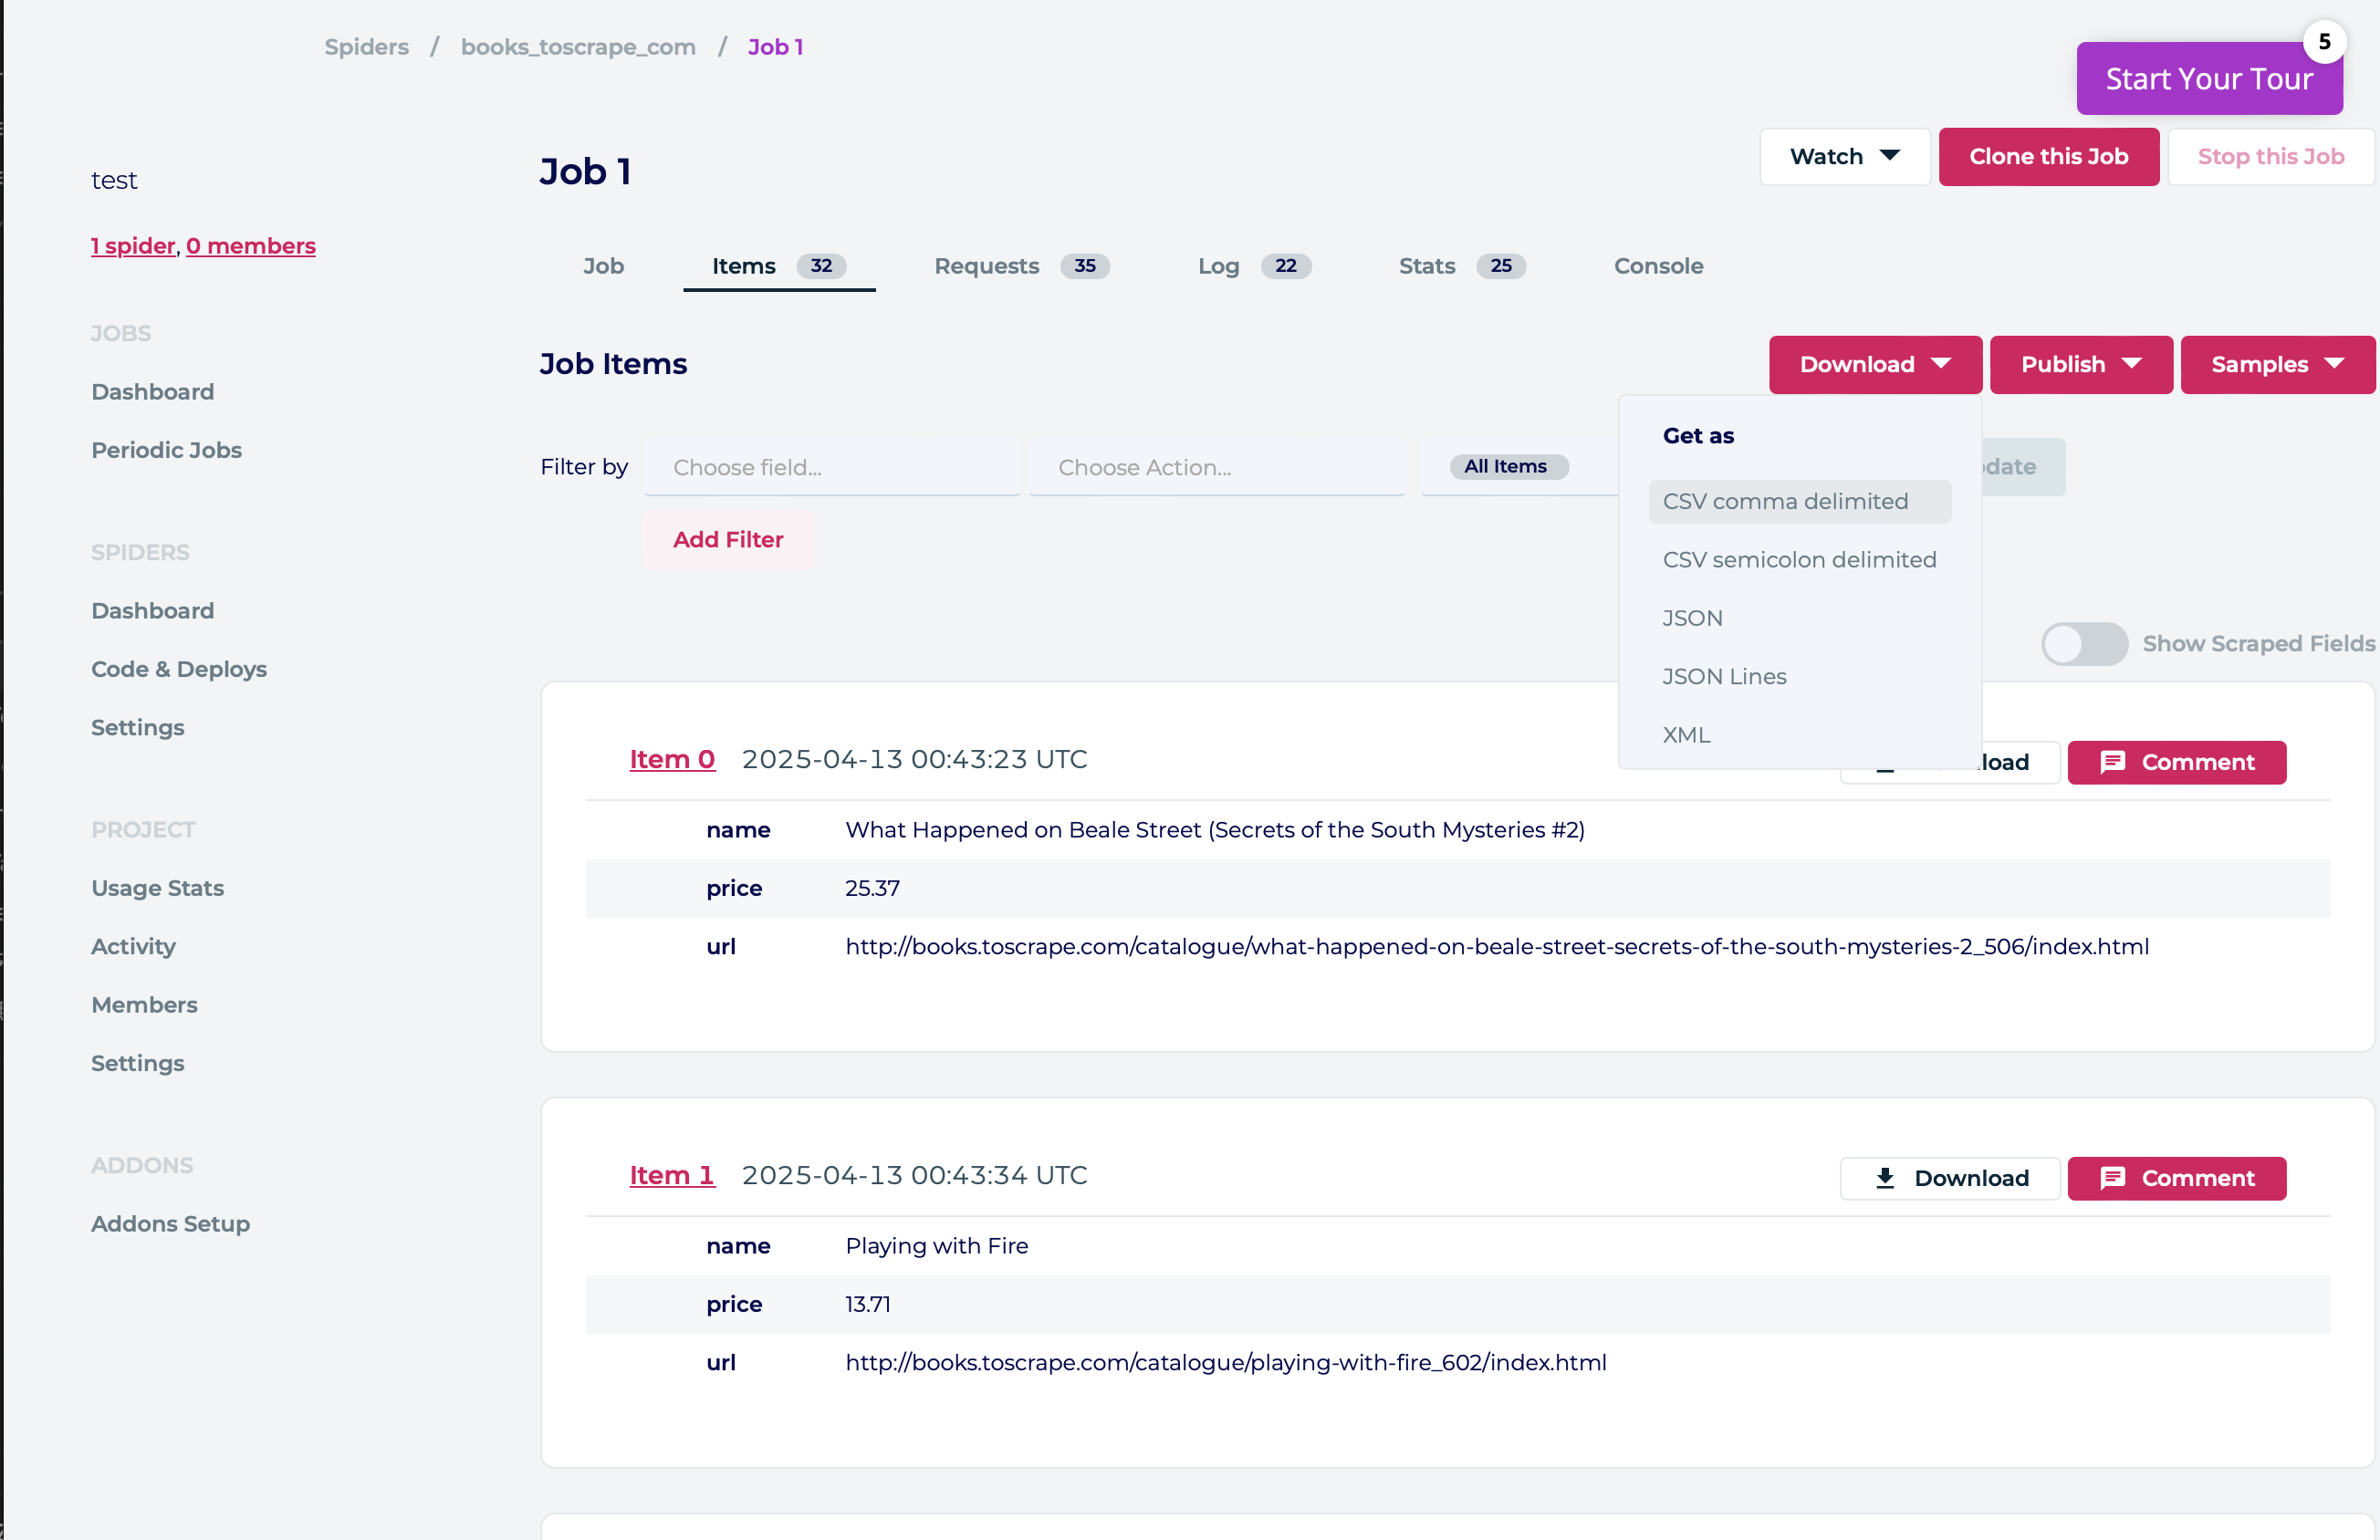 Spiders / books_toscrape_com / Job 1
5
Start Your Tour
test
1 spider, 0 members
JOBS
Dashboard
Periodic Jobs
SPIDERS
Dashboard
Code & Deploys
Settings
PROJECT
Usage Stats
Activity
Members
Settings
ADDONS
Addons Setup
Job 1
Watch
Clone this Job
Stop this Job
Job
Items 32
Requests 35
Log 22
Stats 25
Console
Job Items
Download
Publish
Samples
Filter by
Choose field...
Choose Action...
All Items
Add Filter
Get as
CSV comma delimited
CSV semicolon delimited
JSON
JSON Lines
XML
Show Scraped Fields
Item 0 2025-04-13 00:43:23 UTC
Comment
name What Happened on Beale Street (Secrets of the South Mysteries #2)
price 25.37
url http://books.toscrape.com/catalogue/what-happened-on-beale-street-secrets-of-the-south-mysteries-2_506/index.html
Item 1 2025-04-13 00:43:34 UTC
Download
Comment
name Playing with Fire
price 13.71
url http://books.toscrape.com/catalogue/playing-with-fire_602/index.html